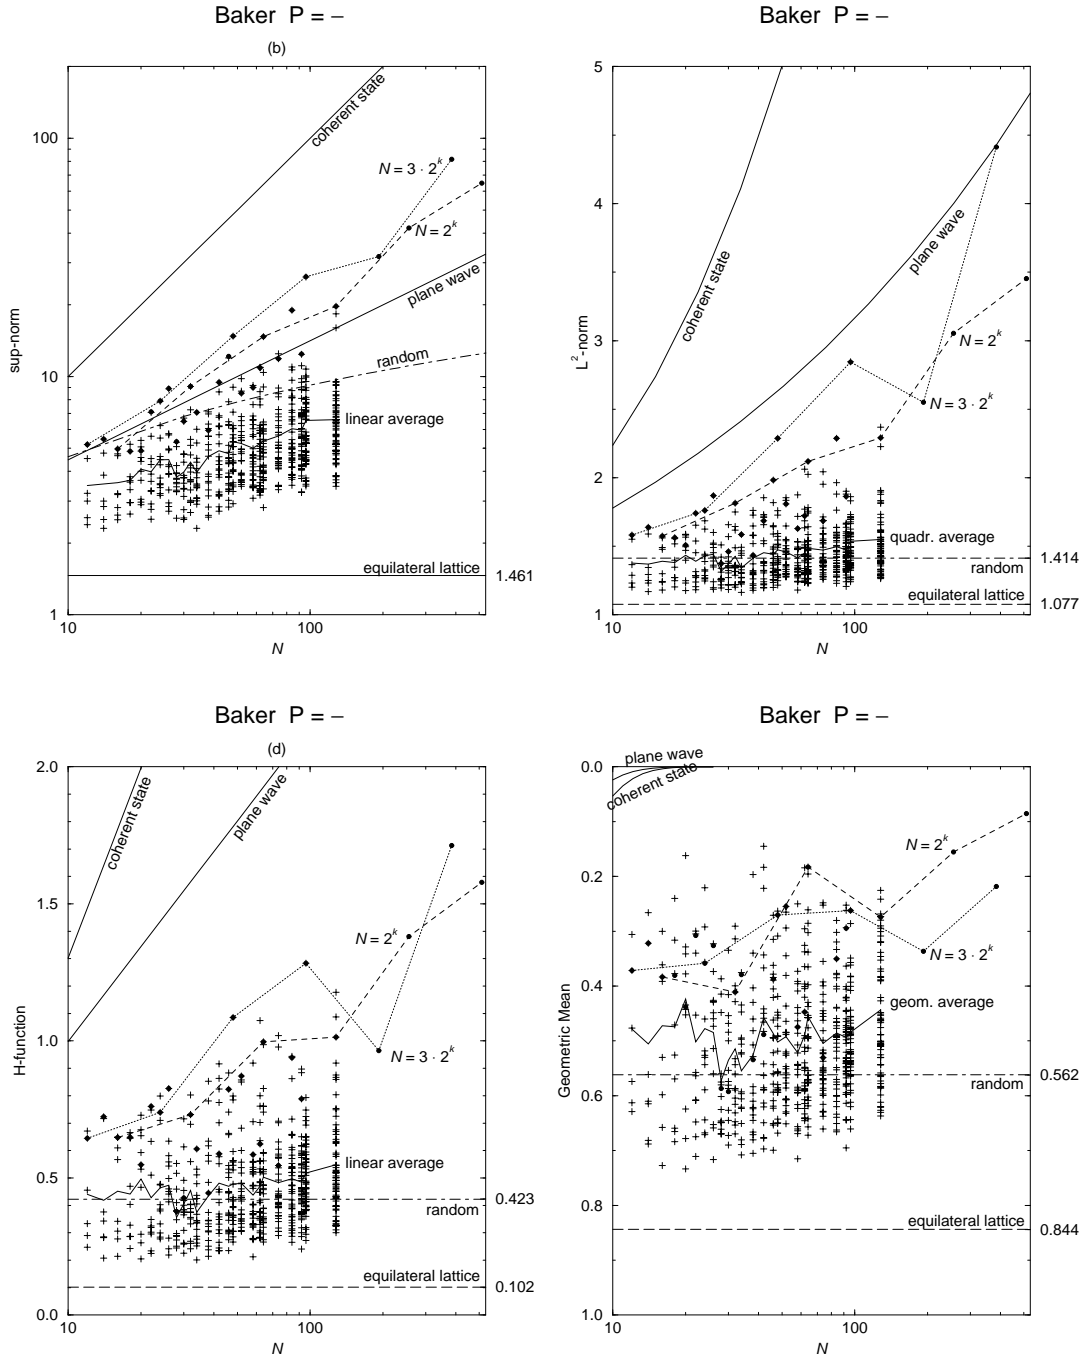 Baker P = −
(b)
100
10
1
10
100
sup-norm
N
coherent state
N = 3 · 2^k
N = 2^k
plane wave
random
linear average
equilateral lattice
1.461
Baker P = −
5
4
3
2
1
10
100
L^2-norm
N
coherent state
plane wave
N = 2^k
N = 3 · 2^k
quadr. average
random
1.414
equilateral lattice
1.077
Baker P = −
(d)
2.0
1.5
1.0
0.5
0.0
10
100
H-function
N
coherent state
plane wave
N = 2^k
N = 3 · 2^k
linear average
random
0.423
equilateral lattice
0.102
Baker P = −
0.0
0.2
0.4
0.6
0.8
1.0
10
100
Geometric Mean
N
plane wave
coherent state
N = 2^k
N = 3 · 2^k
geom. average
random
0.562
equilateral lattice
0.844